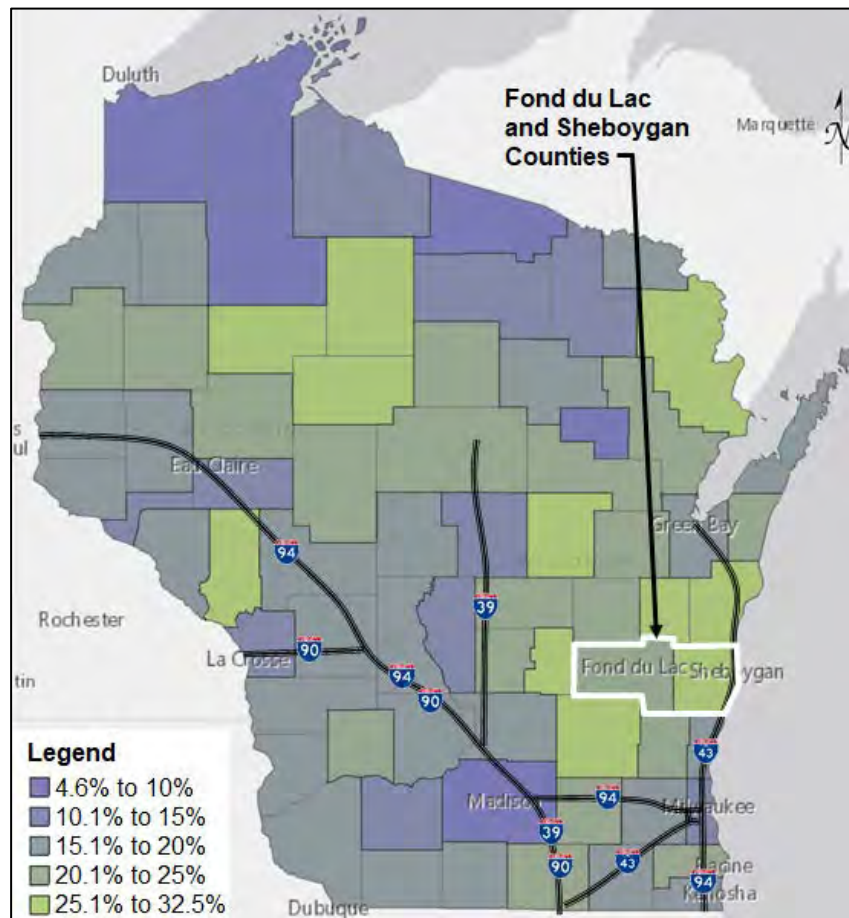 Duluth
Fond du Lac
and Sheboygan
Counties
Marquette
N
s
ul
Eau Claire
94
Green Bay
39
Rochester
La Crosse
90
94
90
Fond du Lac
Sheboygan
tin
43
Legend
4.6% to 10%
10.1% to 15%
15.1% to 20%
20.1% to 25%
25.1% to 32.5%
Madison
94
Milwaukee
39
43
90
Racine
Kenosha
94
Dubuque